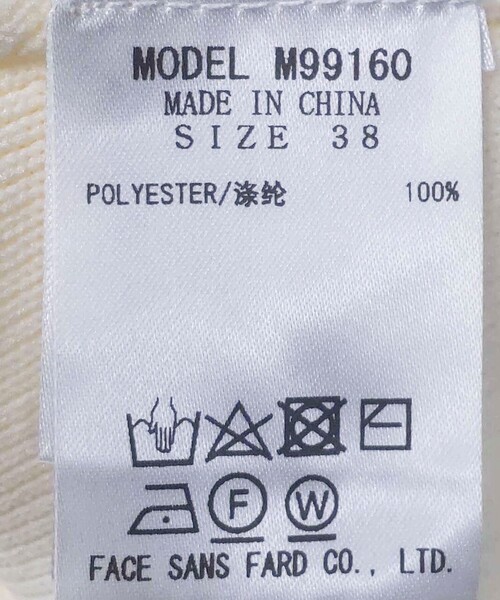 MODEL M99160
MADE IN CHINA
SIZE 38
POLYESTER/涤纶 100%
F W
FACE SANS FARD CO., LTD.